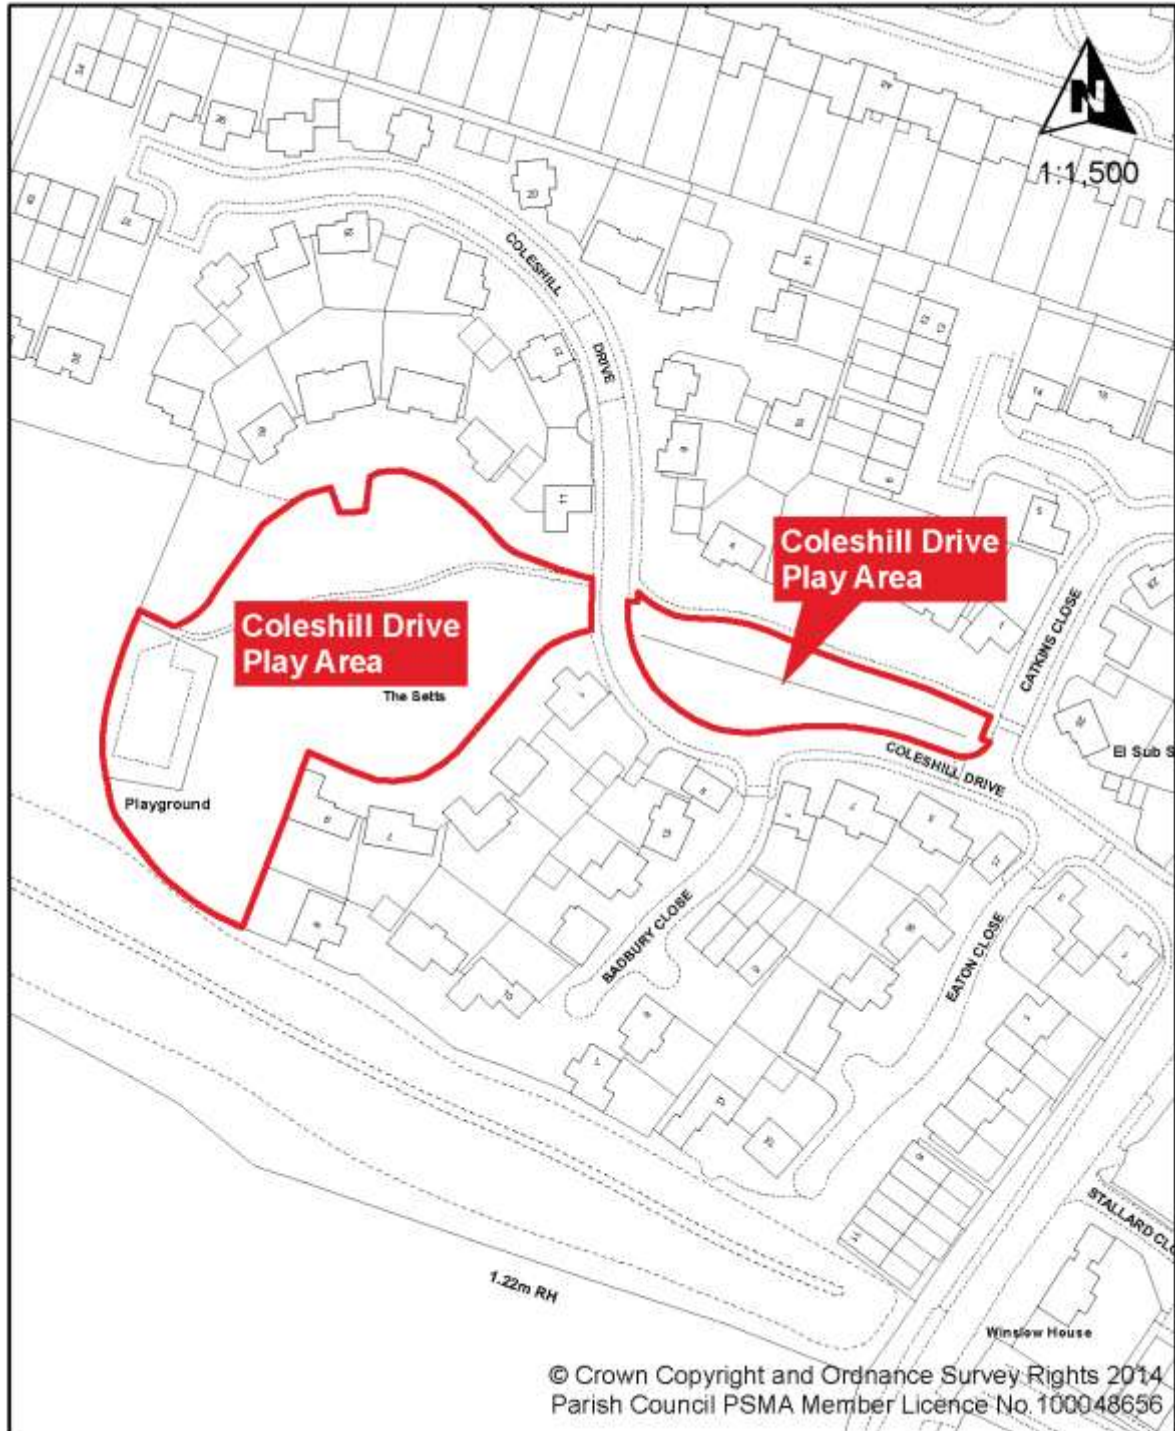 N
1:1,500
COLESHILL
DRIVE
Coleshill Drive
Play Area
CATKINS CLOSE
Coleshill Drive
Play Area
The Setts
El Sub S
COLESHILL DRIVE
Playground
BADBURY CLOSE
EATON CLOSE
STALLARD CLO
1.22m RH
Winslow House
11
© Crown Copyright and Ordnance Survey Rights 2014
Parish Council PSMA Member Licence No. 100048656